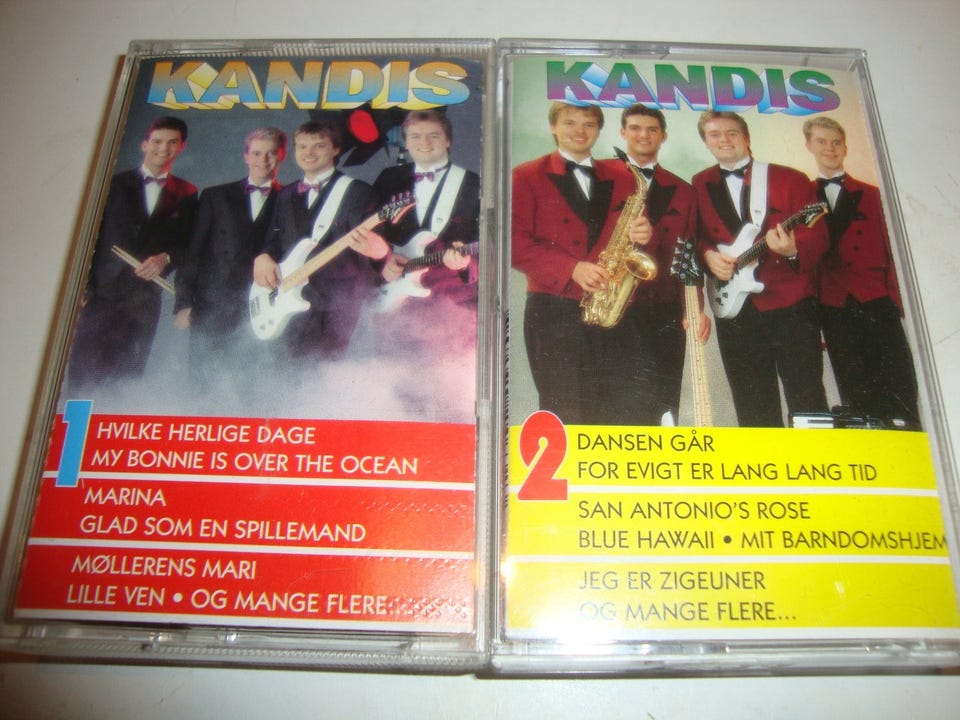 KANDIS
1
HVILKE HERLIGE DAGE
MY BONNIE IS OVER THE OCEAN
MARINA
GLAD SOM EN SPILLEMAND
MØLLERENS MARI
LILLE VEN • OG MANGE FLERE...
KANDIS
2
DANSEN GÅR
FOR EVIGT ER LANG LANG TID
SAN ANTONIO'S ROSE
BLUE HAWAII • MIT BARNDOMSHJEM
JEG ER ZIGEUNER
OG MANGE FLERE...